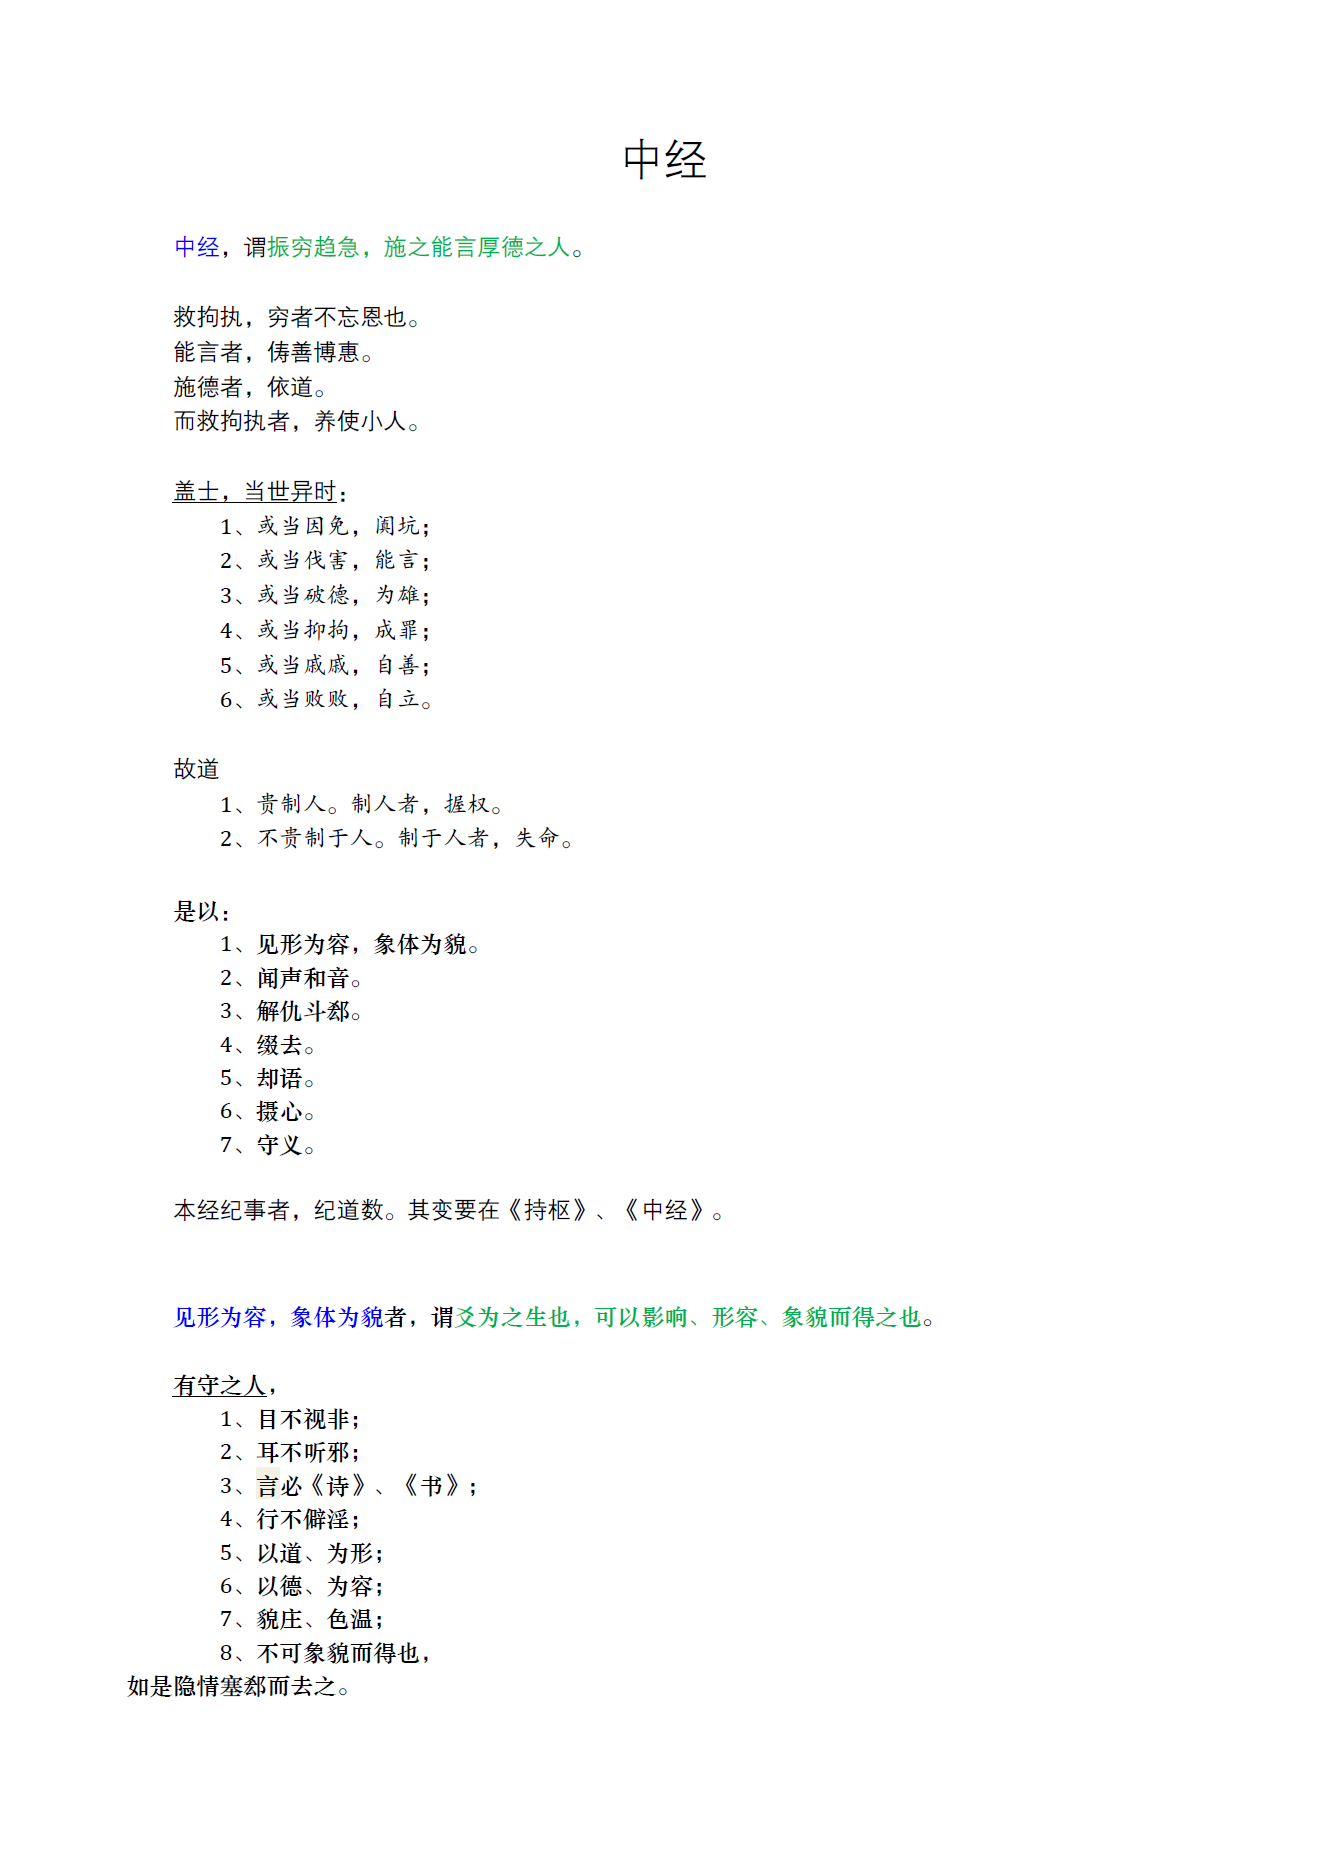 中经
中经，谓振穷趋急，施之能言厚德之人。
救拘执，穷者不忘恩也。
能言者，俦善博惠。
施德者，依道。
而救拘执者，养使小人。
盖士，当世异时：
1、或当因免，阗坑；
2、或当伐害，能言；
3、或当破德，为雄；
4、或当抑拘，成罪；
5、或当戚戚，自善；
6、或当败败，自立。
故道
1、贵制人。制人者，握权。
2、不贵制于人。制于人者，失命。
是以：
1、见形为容，象体为貌。
2、闻声和音。
3、解仇斗郄。
4、缀去。
5、却语。
6、摄心。
7、守义。
本经纪事者，纪道数。其变要在《持枢》、《中经》。
见形为容，象体为貌者，谓爻为之生也，可以影响、形容、象貌而得之也。
有守之人，
1、目不视非；
2、耳不听邪；
3、言必《诗》、《书》；
4、行不僻淫；
5、以道、为形；
6、以德、为容；
7、貌庄、色温；
8、不可象貌而得也，
如是隐情塞郄而去之。